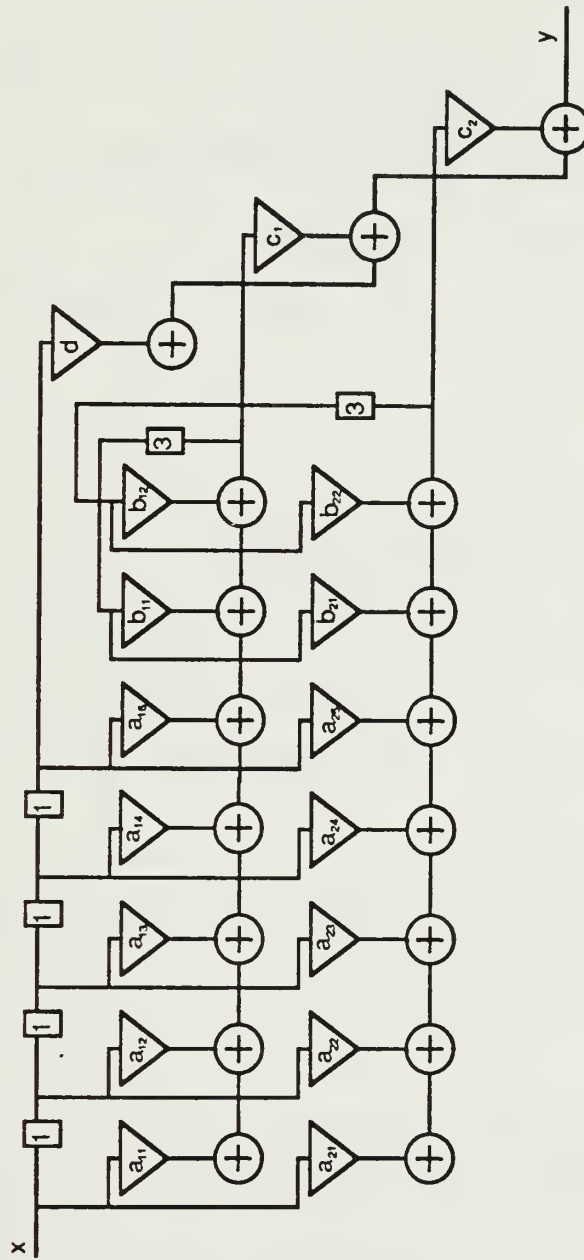 x 1 1 1 1
d
+
a₁₁ a₁₂ a₁₃ a₁₄ a₁₅ b₁₁ b₁₂
3
c₁
+ + + + + + +
+
3
a₂₁ a₂₂ a₂₃ a₂₄ a₂₅ b₂₁ b₂₂
c₂
+ + + + + + +
y
+